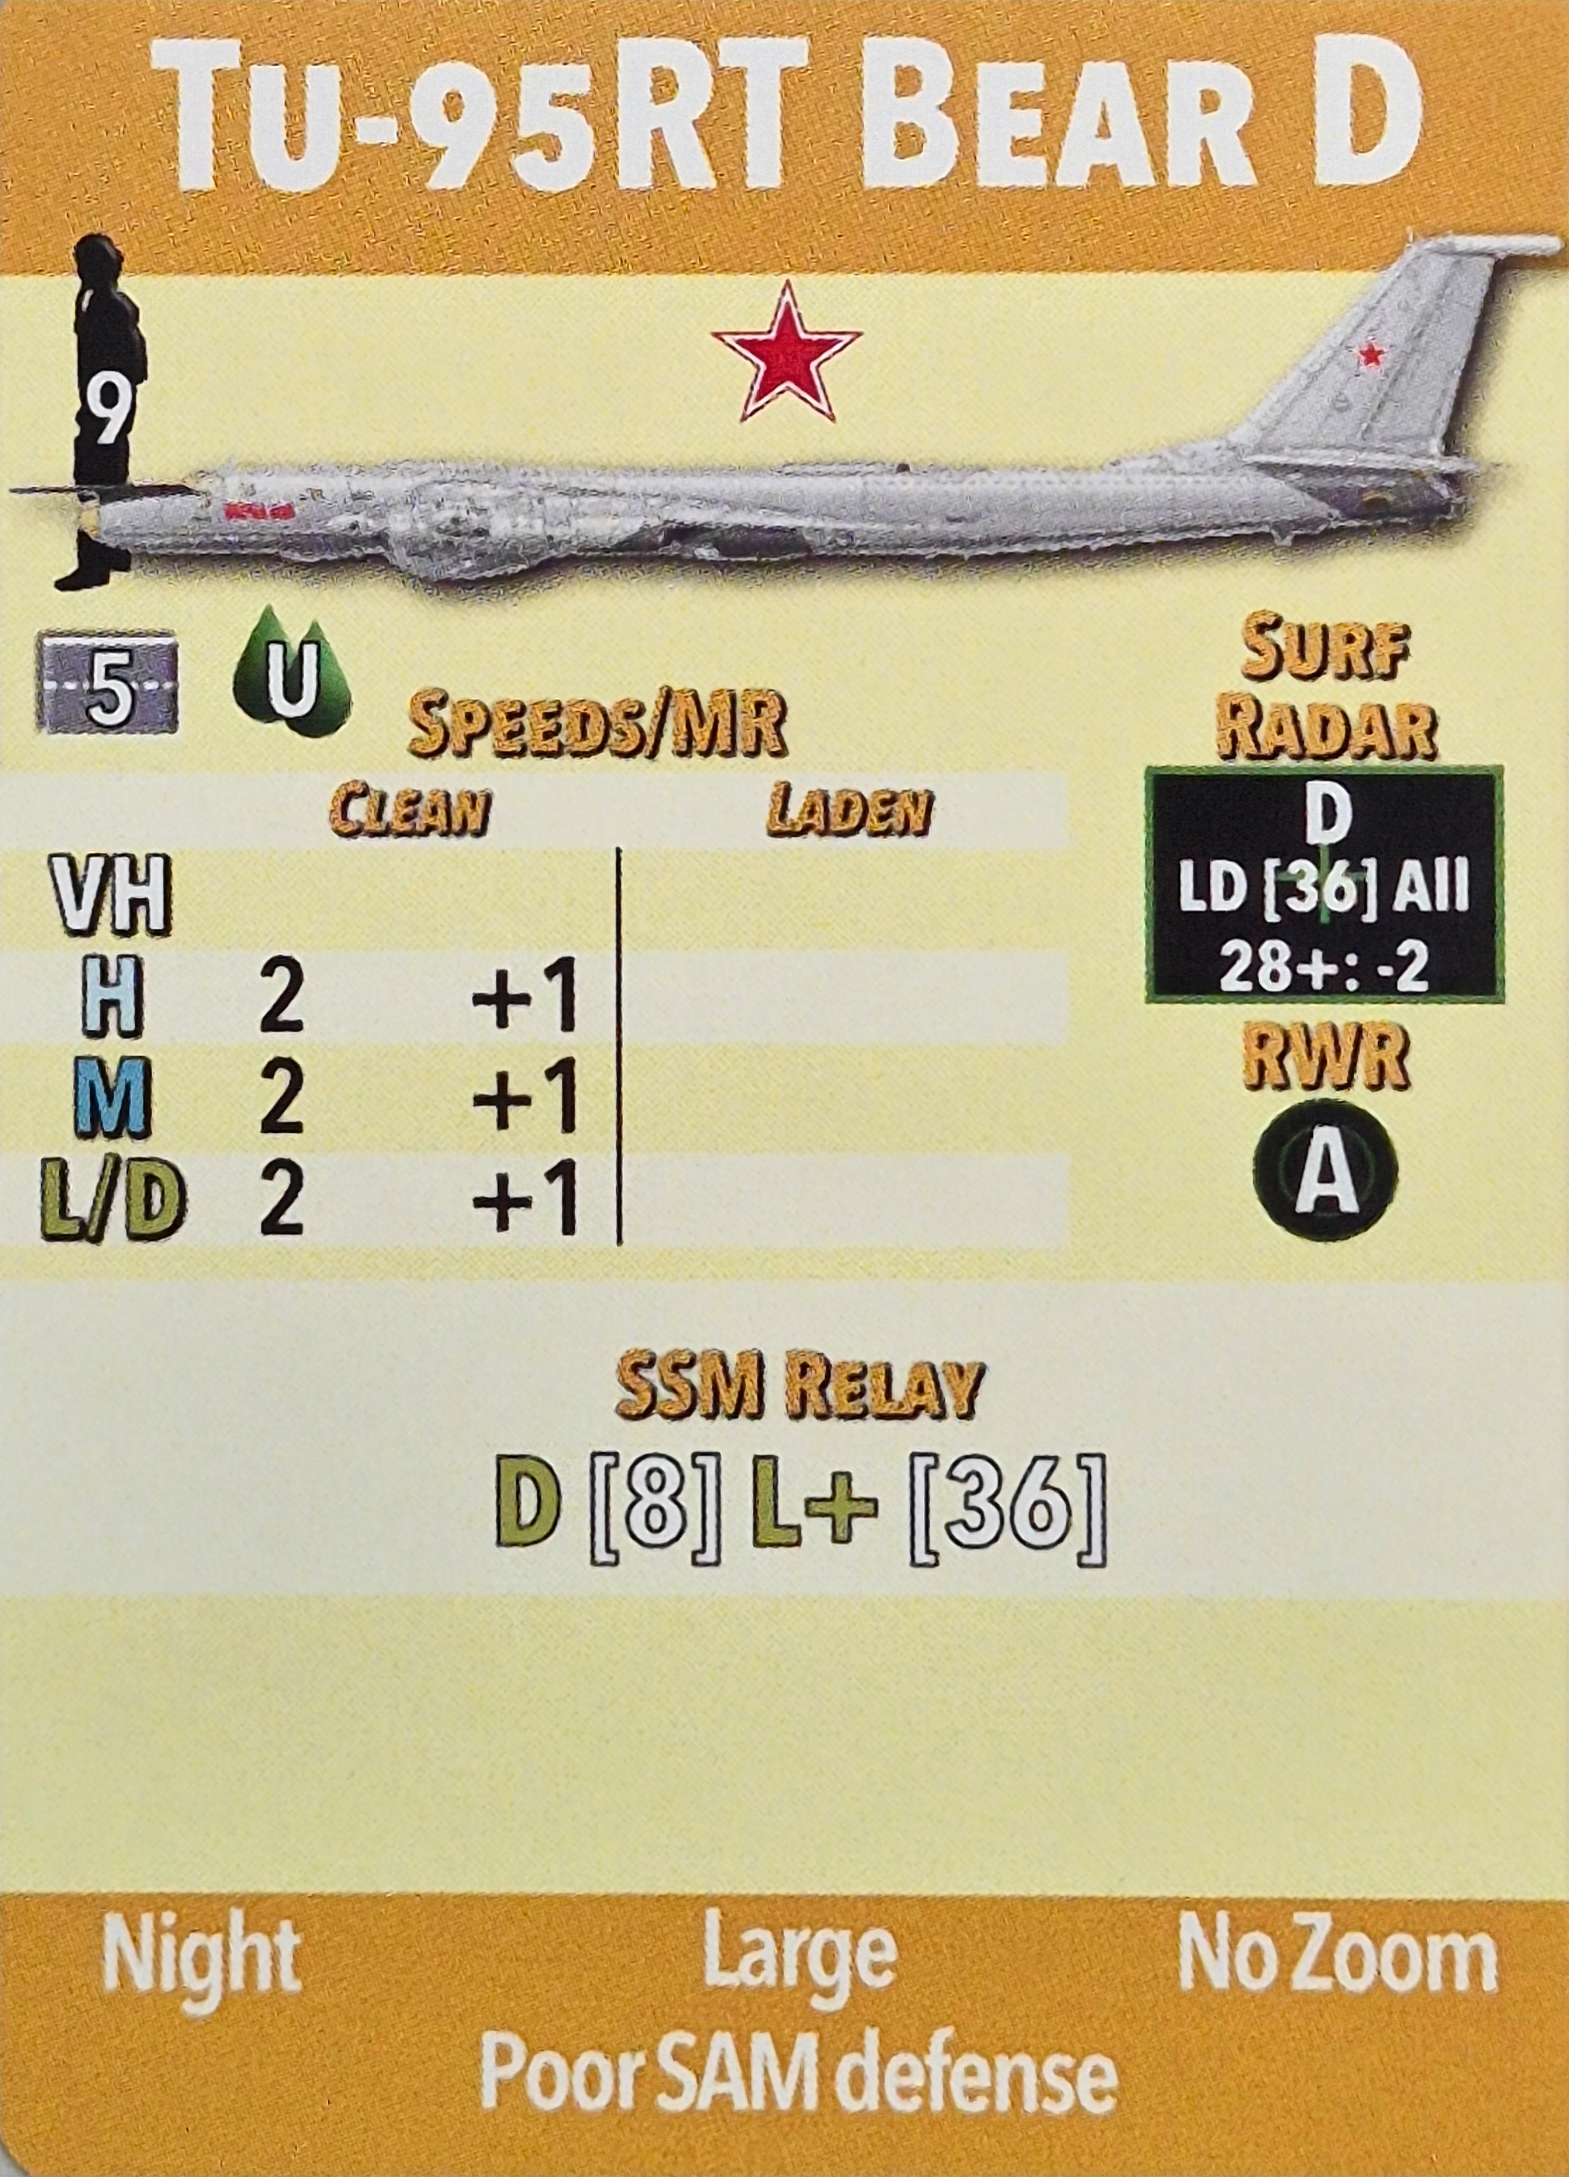 TU-95RT BEAR D
9
5 U
SPEEDS/MR
SURF
RADAR
CLEAN LADEN
D
LD [36] All
28+: -2
VH
H 2 +1
M 2 +1
L/D 2 +1
RWR
A
SSM RELAY
D [8] L+ [36]
Night Large No Zoom
Poor SAM defense